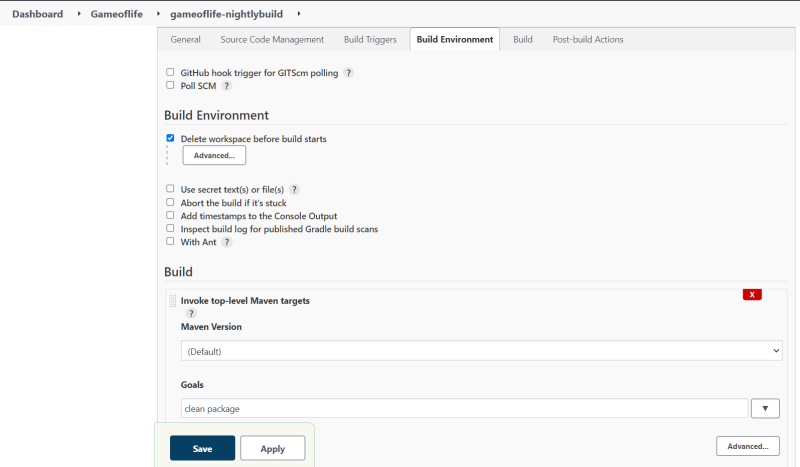 Dashboard Gameoflife gameoflife-nightlybuild
General Source Code Management Build Triggers Build Environment Build Post-build Actions
GitHub hook trigger for GITScm polling ?
Poll SCM ?
Build Environment
Delete workspace before build starts
Advanced...
Use secret text(s) or file(s) ?
Abort the build if it's stuck
Add timestamps to the Console Output
Inspect build log for published Gradle build scans
With Ant ?
Build
X
Invoke top-level Maven targets
?
Maven Version
(Default)
Goals
clean package
Save Apply Advanced...